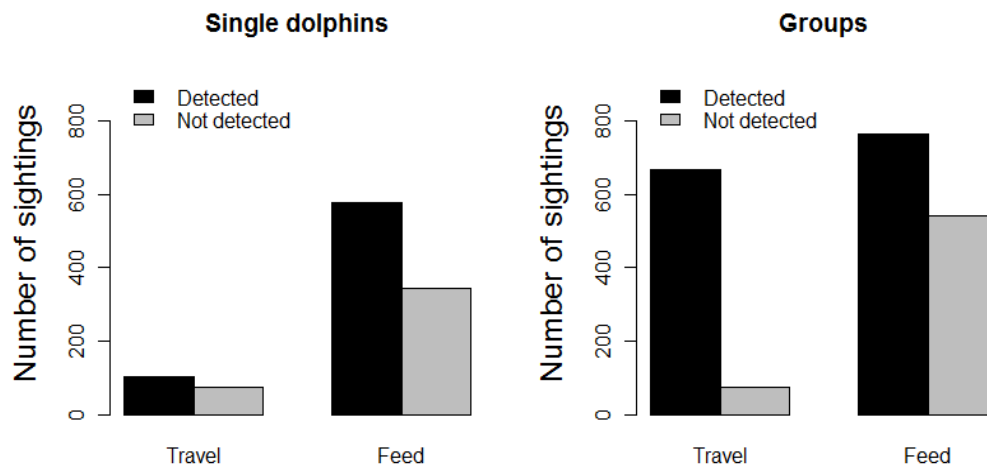 Single dolphins
Detected
Not detected
Number of sightings
800
600
400
200
0
Travel
Feed
Groups
Detected
Not detected
Number of sightings
800
600
400
200
0
Travel
Feed